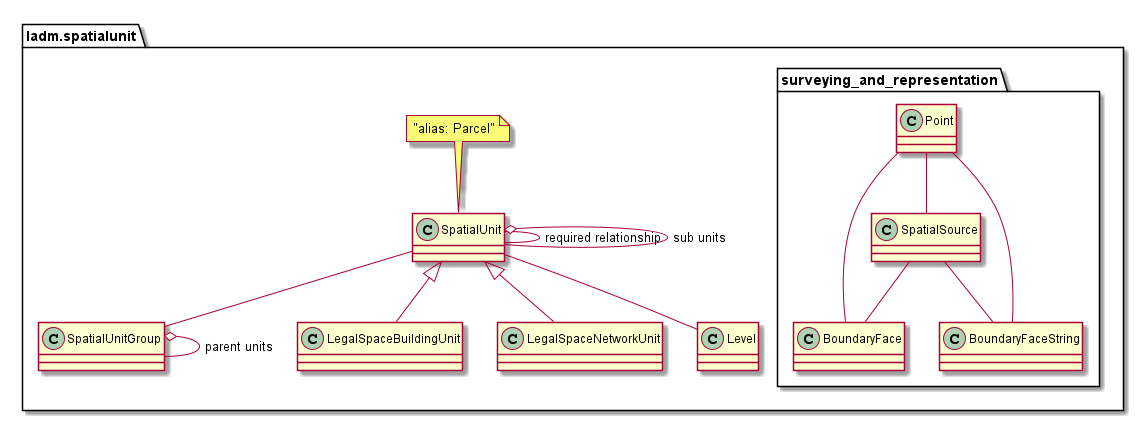 ladm.spatialunit
surveying_and_representation
C Point
"alias: Parcel"
C SpatialUnit
required relationship
sub units
C SpatialSource
C SpatialUnitGroup
parent units
C LegalSpaceBuildingUnit
C LegalSpaceNetworkUnit
C Level
C BoundaryFace
C BoundaryFaceString